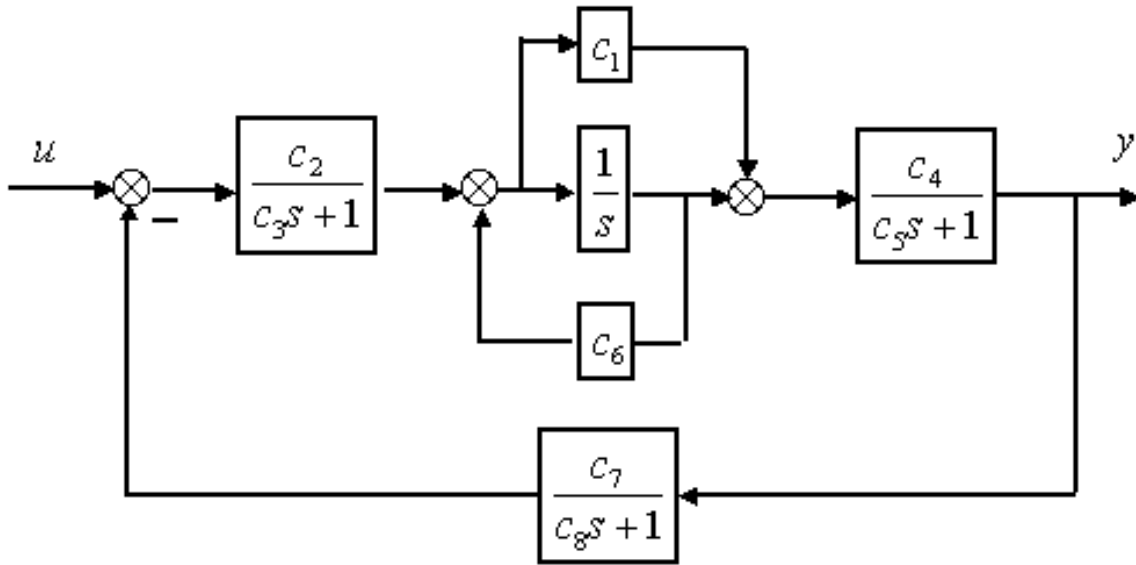 c₁
u
c₂
c₃s + 1
1
s
c₄
c₅s + 1
y
−
c₆
c₇
c₈s + 1